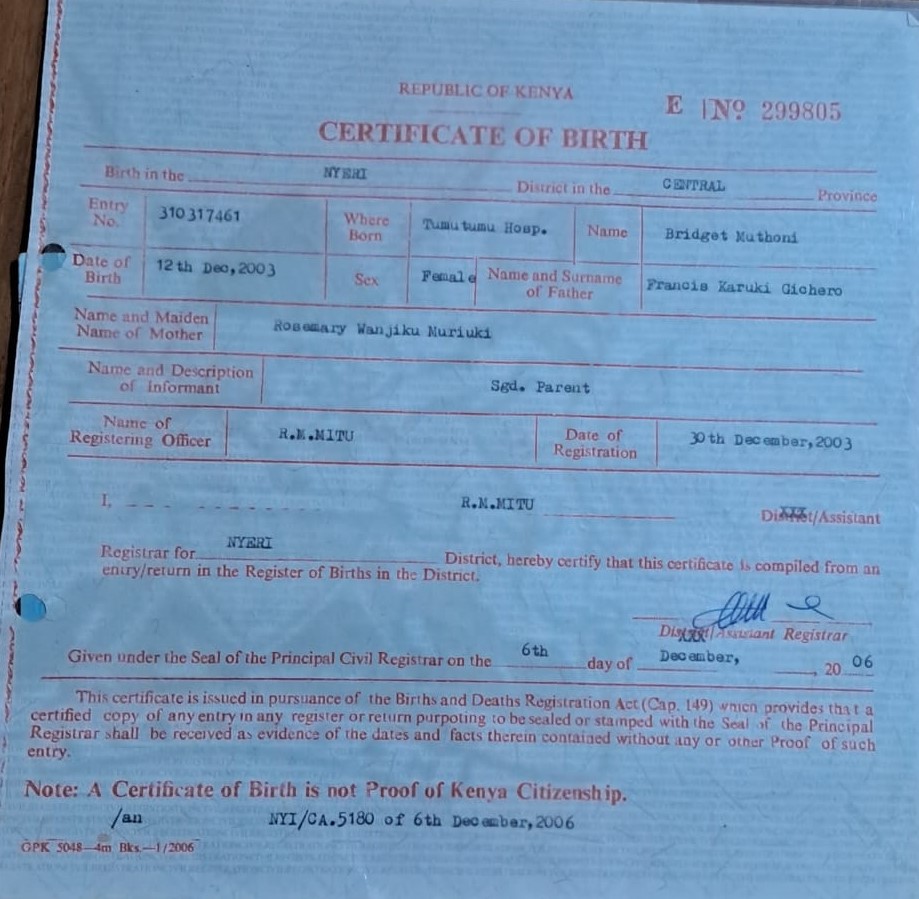 REPUBLIC OF KENYA
E No 299805
CERTIFICATE OF BIRTH
Birth in the NYERI District in the CENTRAL Province
Entry No. 310317461 Where Born Tumutumu Hosp. Name Bridget Muthoni
Date of Birth 12th Dec,2003 Sex Female Name and Surname of Father Francis Karuki Gichero
Name and Maiden Name of Mother Rosemary Wanjiku Muriuki
Name and Description of Informant Sgd. Parent
Name of Registering Officer R.M.MITU Date of Registration 30th December,2003
I, R.M.MITU District/Assistant
Registrar for NYERI District, hereby certify that this certificate is compiled from an
entry/return in the Register of Births in the District.
District/Assistant Registrar
Given under the Seal of the Principal Civil Registrar on the 6th day of December, 2006
This certificate is issued in pursuance of the Births and Deaths Registration Act (Cap. 149) which provides that a
certified copy of any entry in any register or return purpoting to be sealed or stamped with the Seal of the Principal
Registrar shall be received as evidence of the dates and facts therein contained without any or other Proof of such
entry.
Note: A Certificate of Birth is not Proof of Kenya Citizenship.
/an NYI/CA.5180 of 6th December,2006
GPK 5048—4m Bks.—1/2006